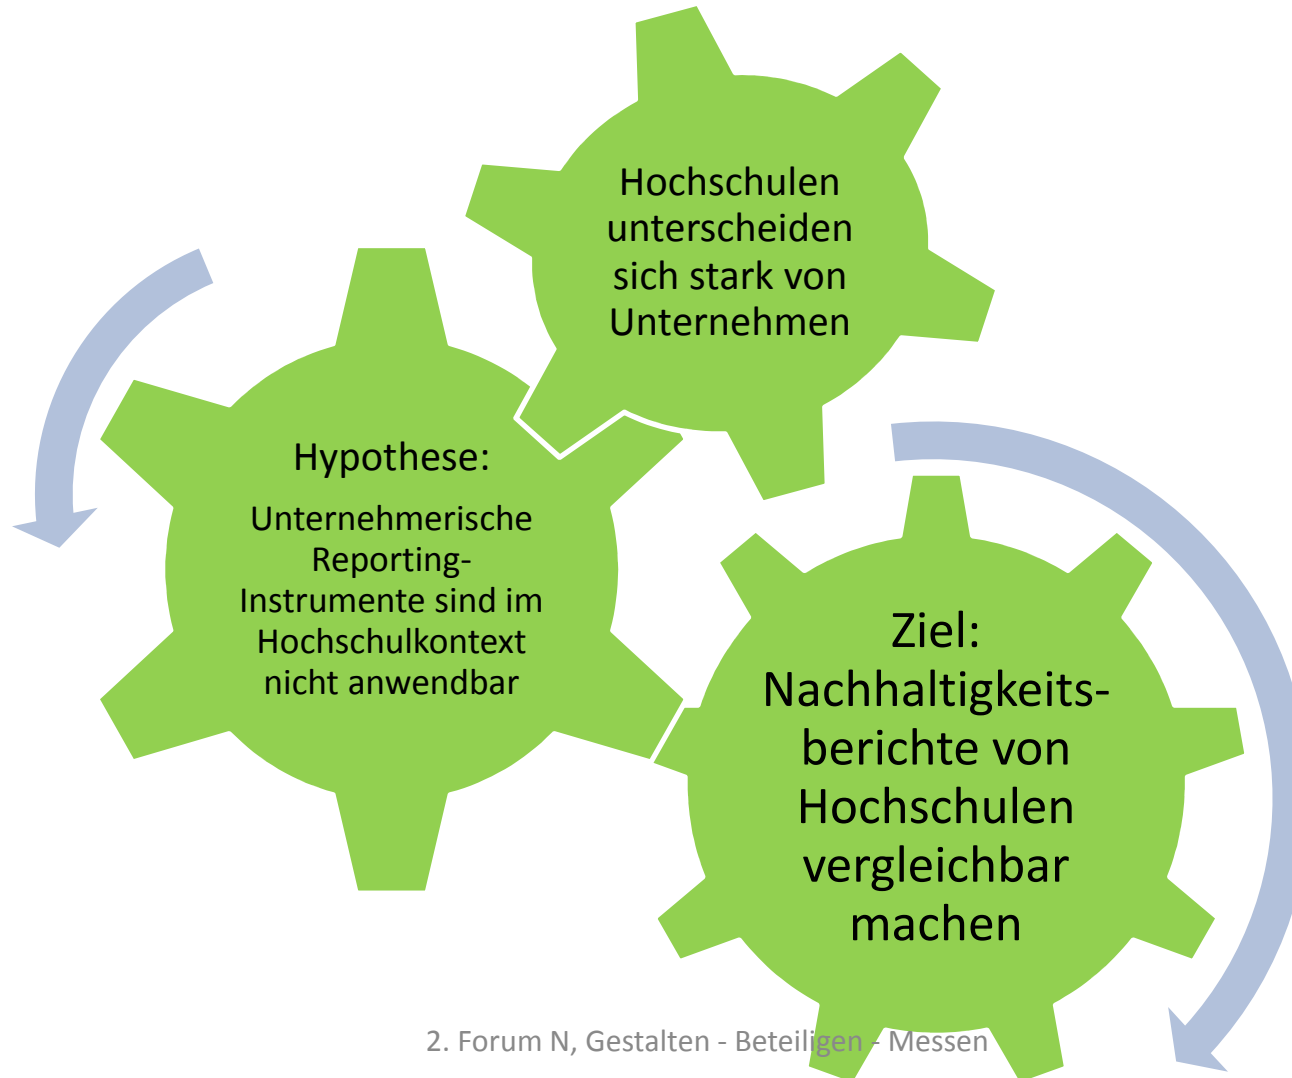 Hochschulen
unterscheiden
sich stark von
Unternehmen
Hypothese:
Unternehmerische
Reporting-
Instrumente sind im
Hochschulkontext
nicht anwendbar
Ziel:
Nachhaltigkeits-
berichte von
Hochschulen
vergleichbar
machen
2. Forum N, Gestalten - Beteiligen - Messen